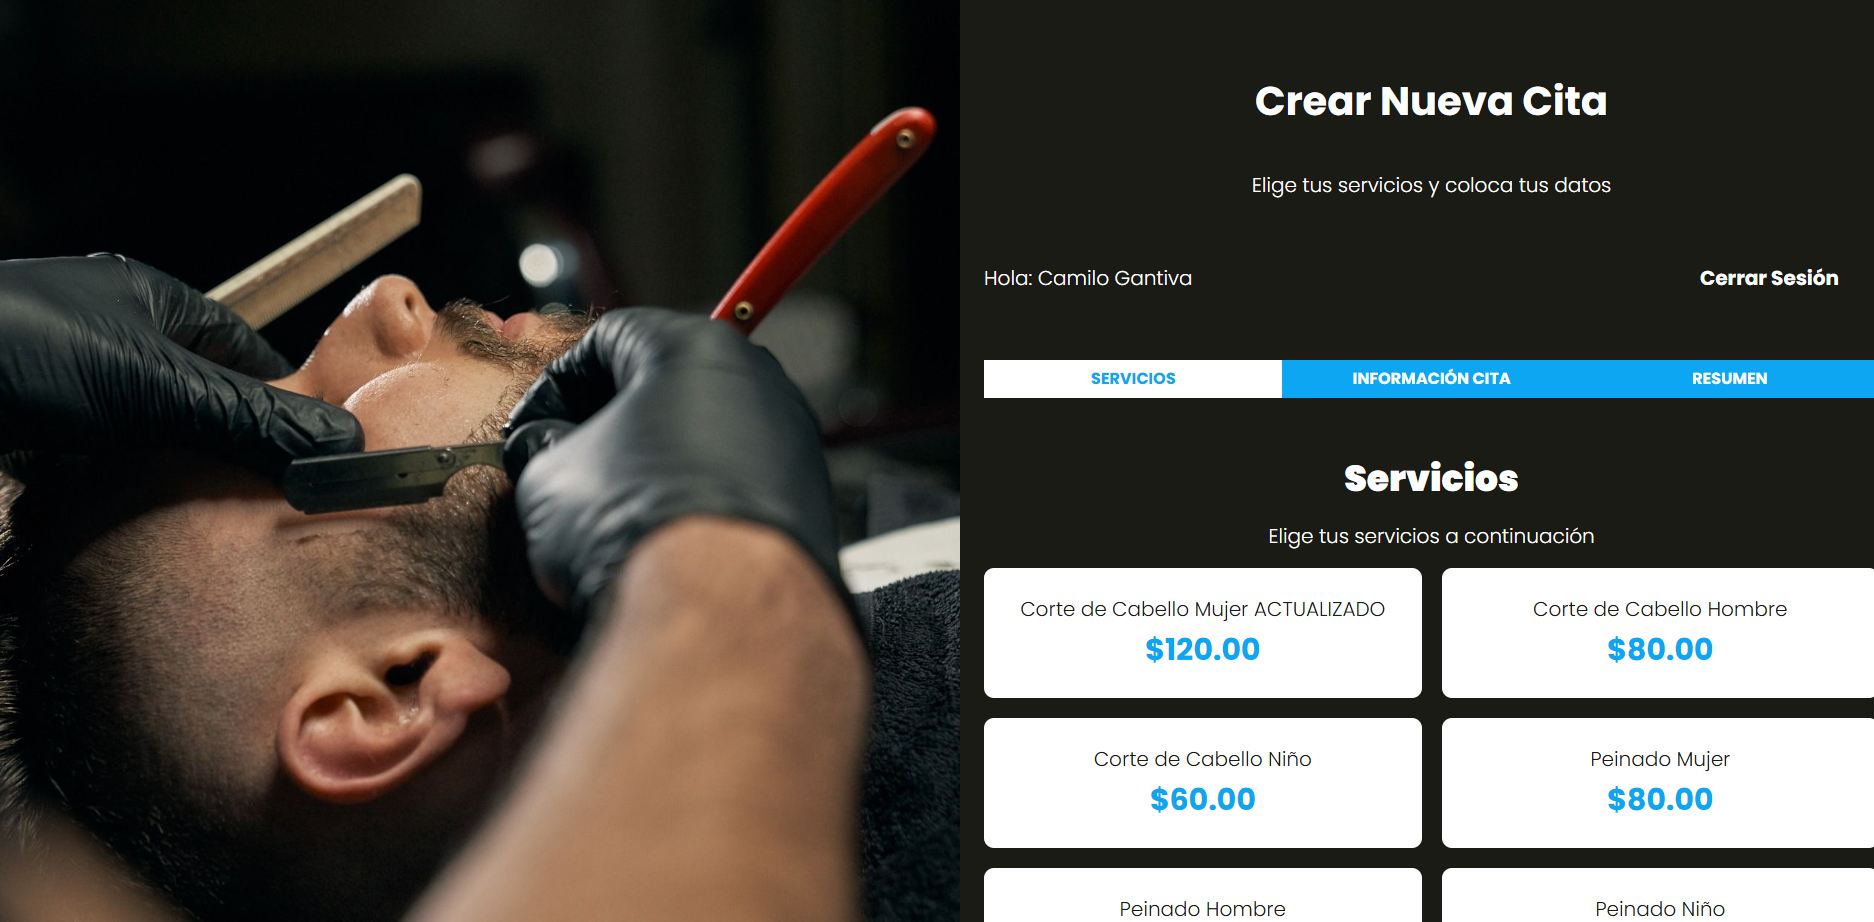 Crear Nueva Cita
Elige tus servicios y coloca tus datos
Hola: Camilo Gantiva
Cerrar Sesión
SERVICIOS
INFORMACIÓN CITA
RESUMEN
Servicios
Elige tus servicios a continuación
Corte de Cabello Mujer ACTUALIZADO
$120.00
Corte de Cabello Hombre
$80.00
Corte de Cabello Niño
$60.00
Peinado Mujer
$80.00
Peinado Hombre
Peinado Niño